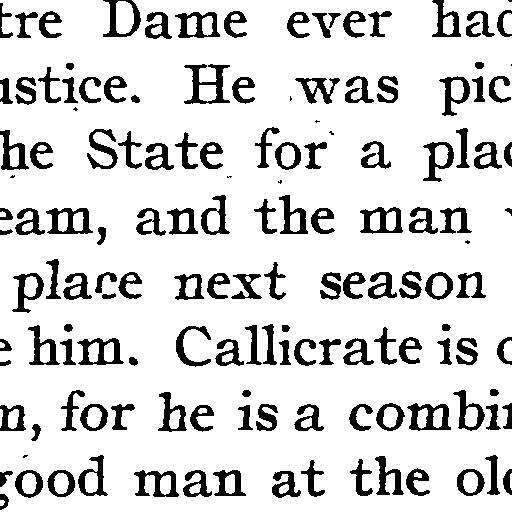 tre Dame ever had
ustice. He was pic
he State for a plac
eam, and the man
place next season
e him. Callicrate is
n, for he is a combin
good man at the old